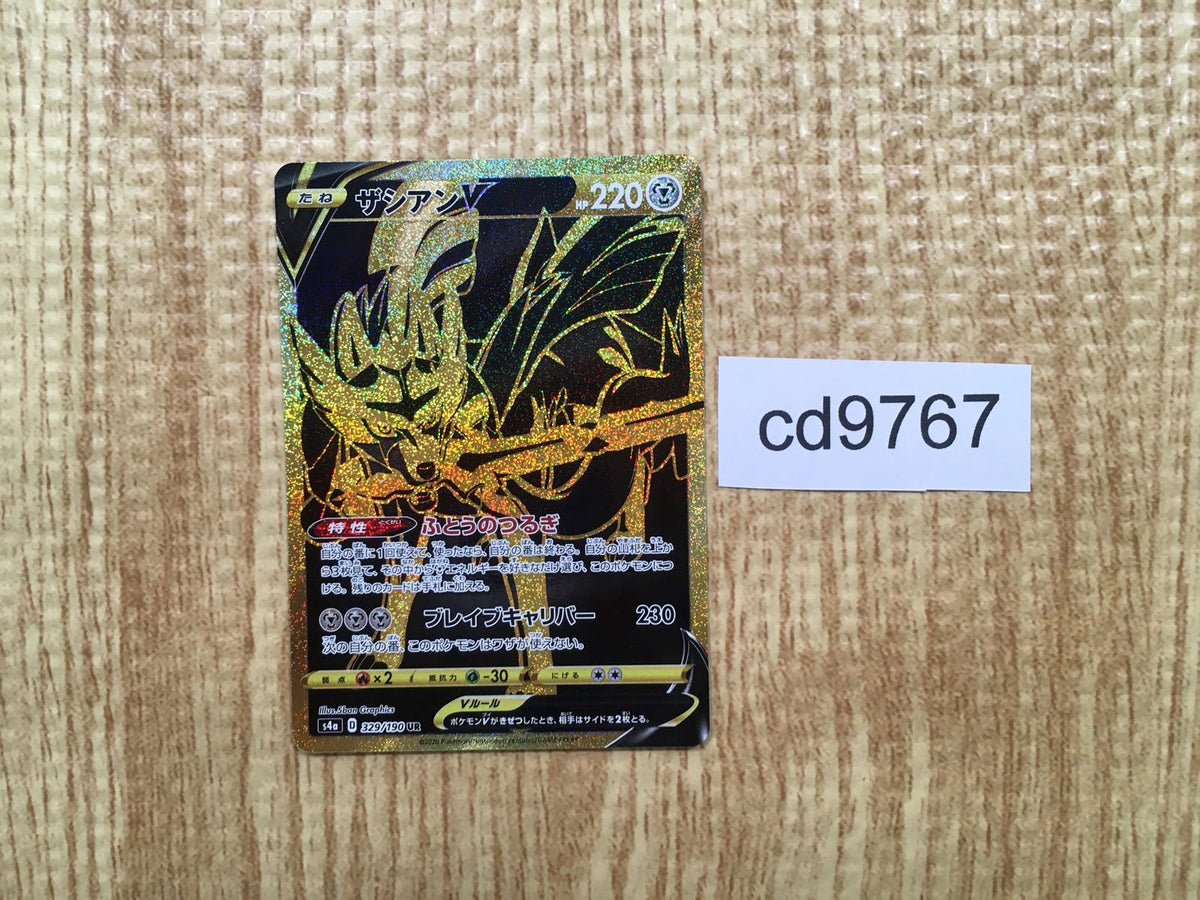 たね ザシアンV HP 220
特性 ふとうのつるぎ
自分の番に1回使えて、使ったなら、自分の番は終わる。自分の山札を上か
ら3枚見て、その中から エネルギーを好きなだけ選び、このポケモンにつ
ける。残りのカードは手札に加える。
ブレイブキャリバー 230
次の自分の番、このポケモンはワザが使えない。
弱点 ×2 抵抗力 -30 にげる
Illus. 5ban Graphics
Vルール
ポケモンVがきぜつしたとき、相手はサイドを2枚とる。
s4a D 329/190 UR
cd9767